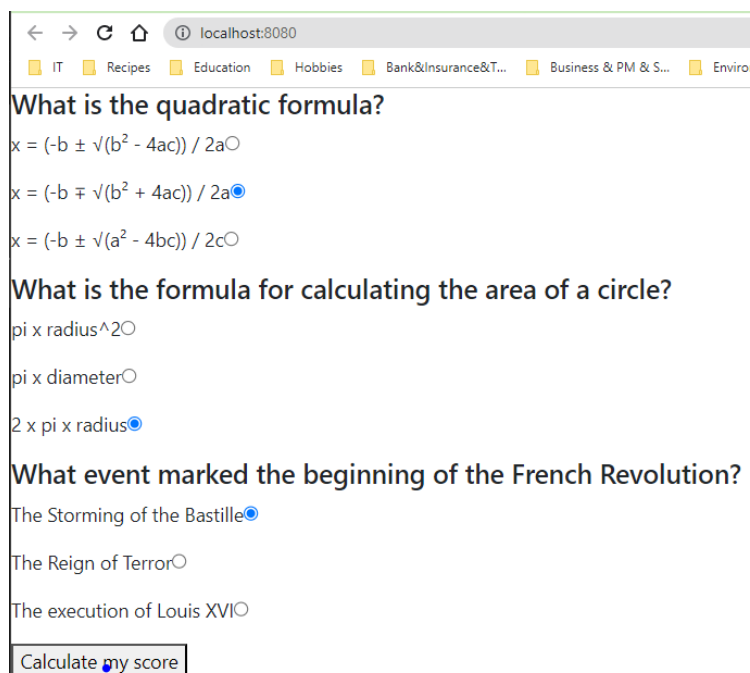 localhost:8080
IT Recipes Education Hobbies Bank&Insurance&T... Business & PM & S... Enviro
What is the quadratic formula?
x = (-b ± √(b² - 4ac)) / 2a
x = (-b ∓ √(b² + 4ac)) / 2a
x = (-b ± √(a² - 4bc)) / 2c
What is the formula for calculating the area of a circle?
pi x radius^2
pi x diameter
2 x pi x radius
What event marked the beginning of the French Revolution?
The Storming of the Bastille
The Reign of Terror
The execution of Louis XVI
Calculate my score